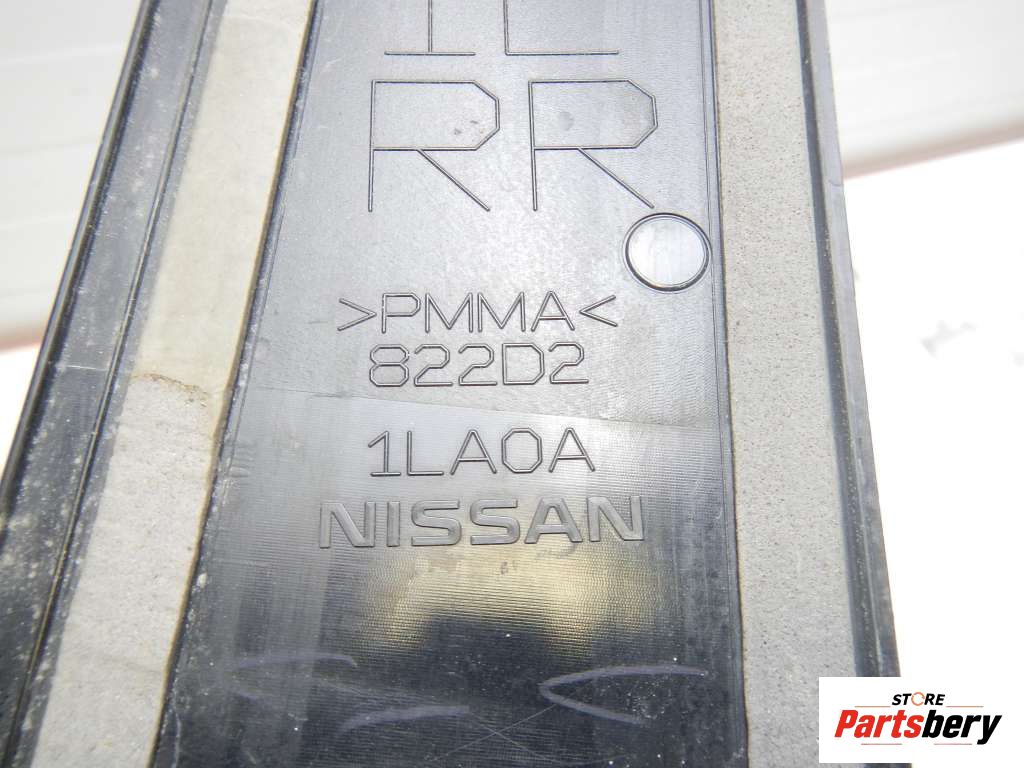 RR
>PMMA<
822D2
1LA0A
NISSAN
STORE
Partsbery